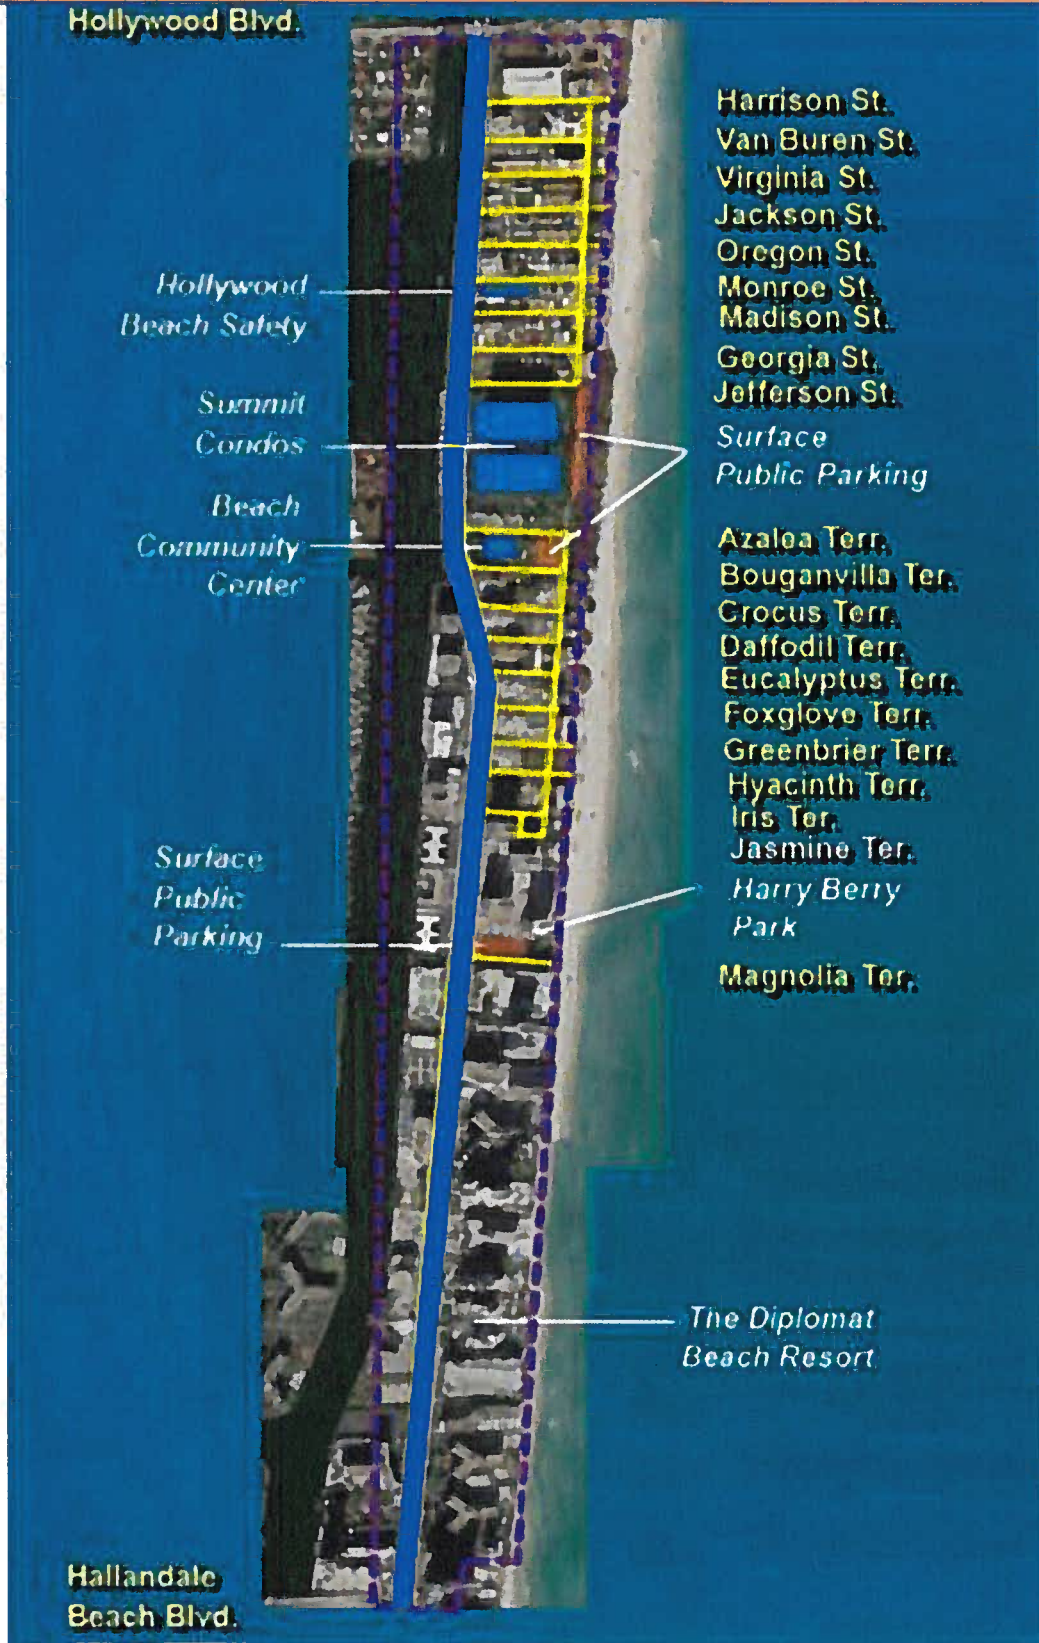 Hollywood Blvd.
Harrison St.
Van Buren St.
Virginia St.
Jackson St.
Oregon St.
Monroe St.
Madison St.
Georgia St.
Jefferson St.
Surface
Public Parking
Azalea Terr.
Bouganvilla Ter.
Crocus Terr.
Daffodil Terr.
Eucalyptus Terr.
Foxglove Terr.
Greenbrier Terr.
Hyacinth Terr.
Iris Ter.
Jasmine Ter.
Harry Berry
Park
Magnolia Ter.
The Diplomat
Beach Resort
Hollywood
Beach Safety
Summit
Condos
Beach
Community
Center
Surface
Public
Parking
Hallandale
Beach Blvd.